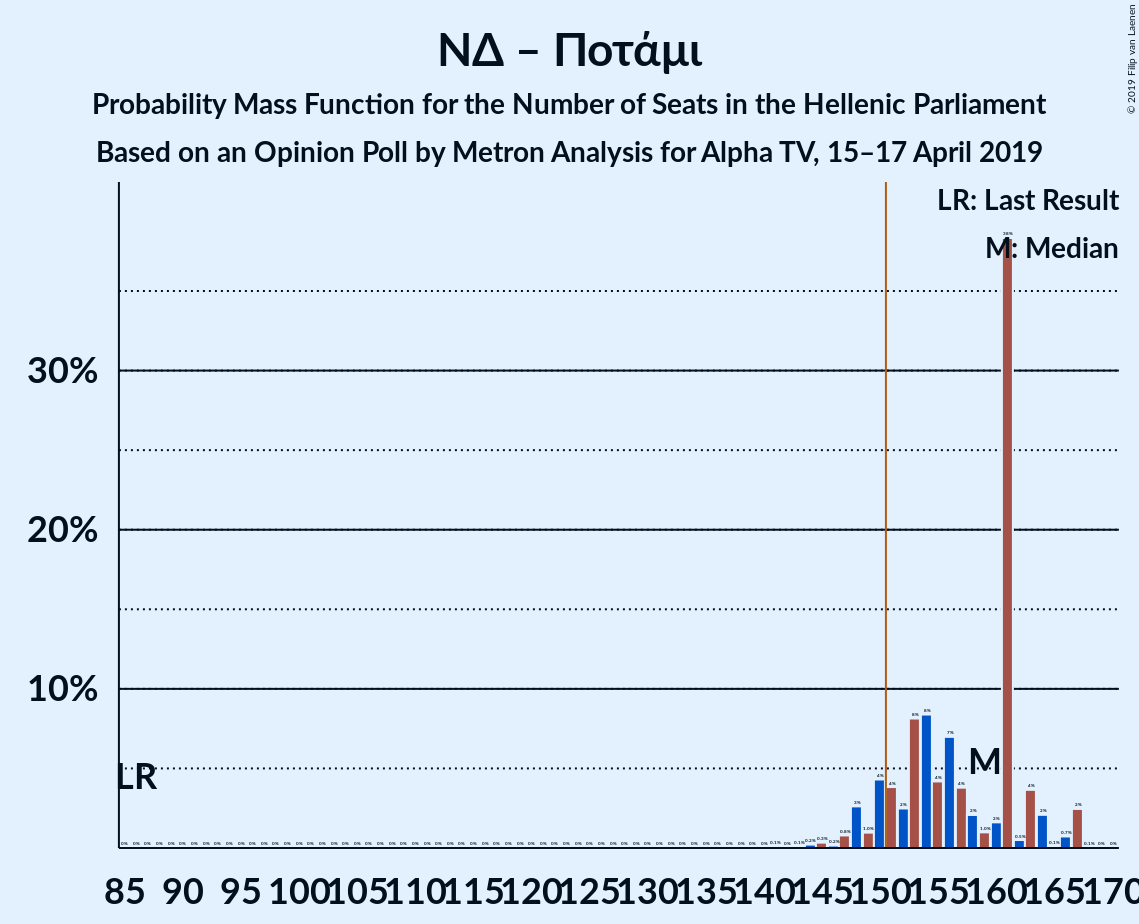 ΝΔ – Ποτάμι
Probability Mass Function for the Number of Seats in the Hellenic Parliament
Based on an Opinion Poll by Metron Analysis for Alpha TV, 15–17 April 2019
© 2019 Filip van Laenen
LR: Last Result
M: Median
30%
20%
10%
LR
M
85 90 95 100 105 110 115 120 125 130 135 140 145 150 155 160 165 170